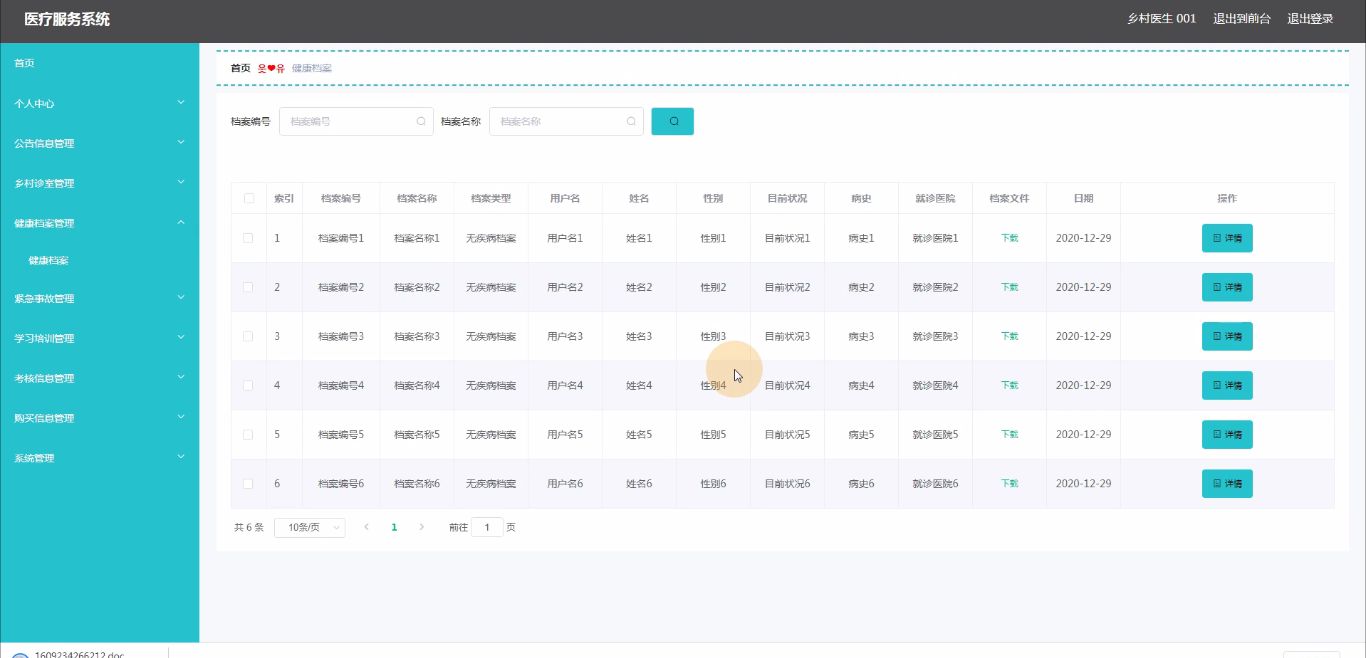 医疗服务系统
乡村医生 001 退出到前台 退出登录
首页
个人中心
公告信息管理
乡村诊室管理
健康档案管理
健康档案
紧急事故管理
学习培训管理
考核信息管理
购买信息管理
系统管理
首页 웃❤유 健康档案
档案编号 档案编号 档案名称 档案名称
索引 档案编号 档案名称 档案类型 用户名 姓名 性别 目前状况 病史 就诊医院 档案文件 日期 操作
1 档案编号1 档案名称1 无疾病档案 用户名1 姓名1 性别1 目前状况1 病史1 就诊医院1 下载 2020-12-29 详情
2 档案编号2 档案名称2 无疾病档案 用户名2 姓名2 性别2 目前状况2 病史2 就诊医院2 下载 2020-12-29 详情
3 档案编号3 档案名称3 无疾病档案 用户名3 姓名3 性别3 目前状况3 病史3 就诊医院3 下载 2020-12-29 详情
4 档案编号4 档案名称4 无疾病档案 用户名4 姓名4 性别4 目前状况4 病史4 就诊医院4 下载 2020-12-29 详情
5 档案编号5 档案名称5 无疾病档案 用户名5 姓名5 性别5 目前状况5 病史5 就诊医院5 下载 2020-12-29 详情
6 档案编号6 档案名称6 无疾病档案 用户名6 姓名6 性别6 目前状况6 病史6 就诊医院6 下载 2020-12-29 详情
共 6 条 10条/页 1 前往 1 页
1609234266212.doc